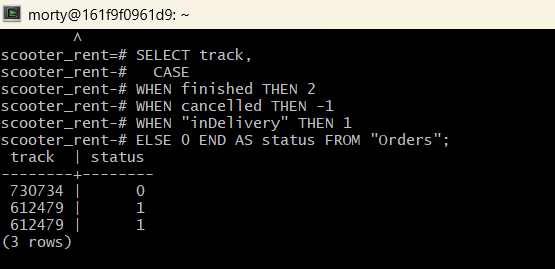 morty@161f9f0961d9: ~
^
scooter_rent=# SELECT track,
scooter_rent-#   CASE
scooter_rent-# WHEN finished THEN 2
scooter_rent-# WHEN cancelled THEN -1
scooter_rent-# WHEN "inDelivery" THEN 1
scooter_rent-# ELSE 0 END AS status FROM "Orders";
 track  | status
--------+--------
 730734 |      0
 612479 |      1
 612479 |      1
(3 rows)